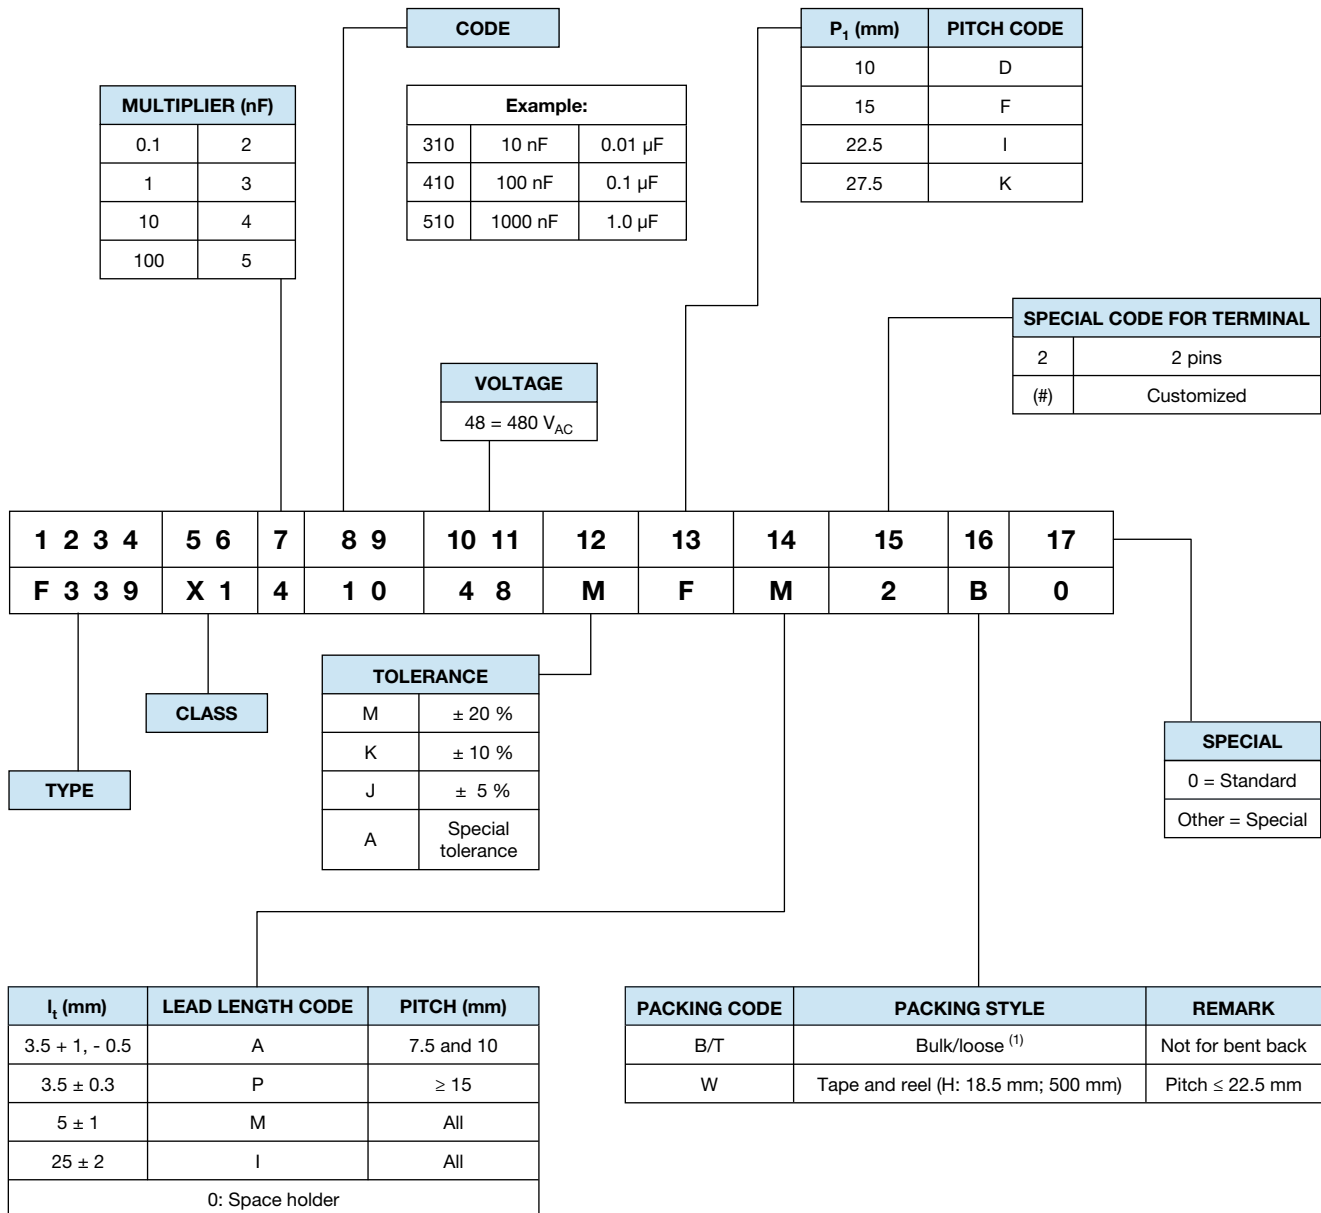 CODE
P1 (mm) PITCH CODE
10 D
15 F
22.5 I
27.5 K
MULTIPLIER (nF)
0.1 2
1 3
10 4
100 5
Example:
310 10 nF 0.01 µF
410 100 nF 0.1 µF
510 1000 nF 1.0 µF
SPECIAL CODE FOR TERMINAL
2 2 pins
(#) Customized
VOLTAGE
48 = 480 VAC
1 2 3 4 5 6 7 8 9 10 11 12 13 14 15 16 17
F 3 3 9 X 1 4 1 0 4 8 M F M 2 B 0
TOLERANCE
M ± 20 %
K ± 10 %
J ± 5 %
A Special
tolerance
CLASS
TYPE
SPECIAL
0 = Standard
Other = Special
lt (mm) LEAD LENGTH CODE PITCH (mm)
3.5 + 1, - 0.5 A 7.5 and 10
3.5 ± 0.3 P ≥ 15
5 ± 1 M All
25 ± 2 I All
0: Space holder
PACKING CODE PACKING STYLE REMARK
B/T Bulk/loose (1) Not for bent back
W Tape and reel (H: 18.5 mm; 500 mm) Pitch ≤ 22.5 mm